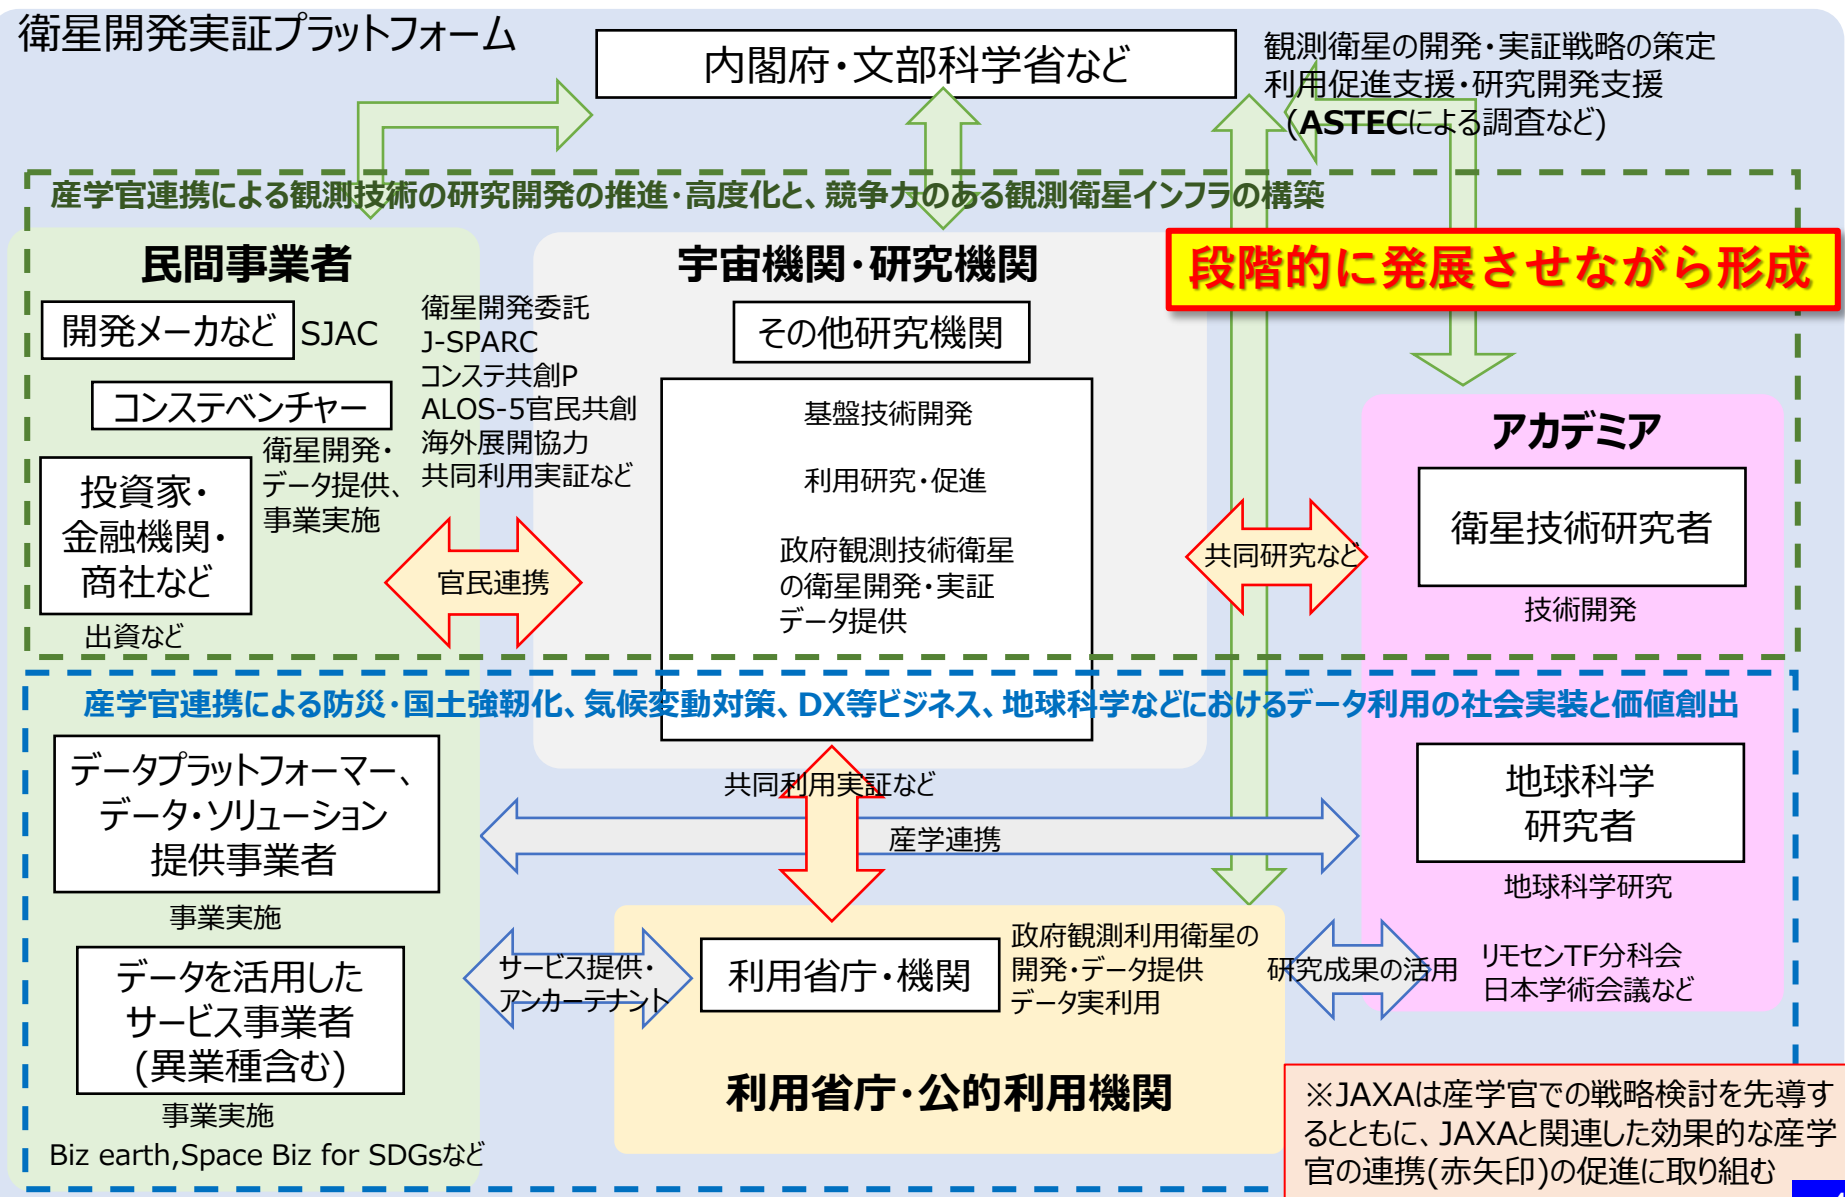 衛星開発実証プラットフォーム
内閣府・文部科学省など
観測衛星の開発・実証戦略の策定
利用促進支援・研究開発支援
(ASTECによる調査など)
産学官連携による観測技術の研究開発の推進・高度化と、競争力のある観測衛星インフラの構築
段階的に発展させながら形成
民間事業者
開発メーカなど
SJAC
コンステベンチャー
投資家・
金融機関・
商社など
出資など
衛星開発・
データ提供、
事業実施
衛星開発委託
J-SPARC
コンステ共創P
ALOS-5官民共創
海外展開協力
共同利用実証など
官民連携
宇宙機関・研究機関
その他研究機関
基盤技術開発
利用研究・促進
政府観測技術衛星
の衛星開発・実証
データ提供
共同研究など
アカデミア
衛星技術研究者
技術開発
産学官連携による防災・国土強靭化、気候変動対策、DX等ビジネス、地球科学などにおけるデータ利用の社会実装と価値創出
データプラットフォーマー、
データ・ソリューション
提供事業者
事業実施
データを活用した
サービス事業者
(異業種含む)
事業実施
Biz earth,Space Biz for SDGsなど
共同利用実証など
産学連携
サービス提供・
アンカーテナント
利用省庁・機関
政府観測利用衛星の
開発・データ提供
データ実利用
利用省庁・公的利用機関
研究成果の活用
地球科学
研究者
地球科学研究
リモセンTF分科会
日本学術会議など
※JAXAは産学官での戦略検討を先導す
るとともに、JAXAと関連した効果的な産学
官の連携(赤矢印)の促進に取り組む